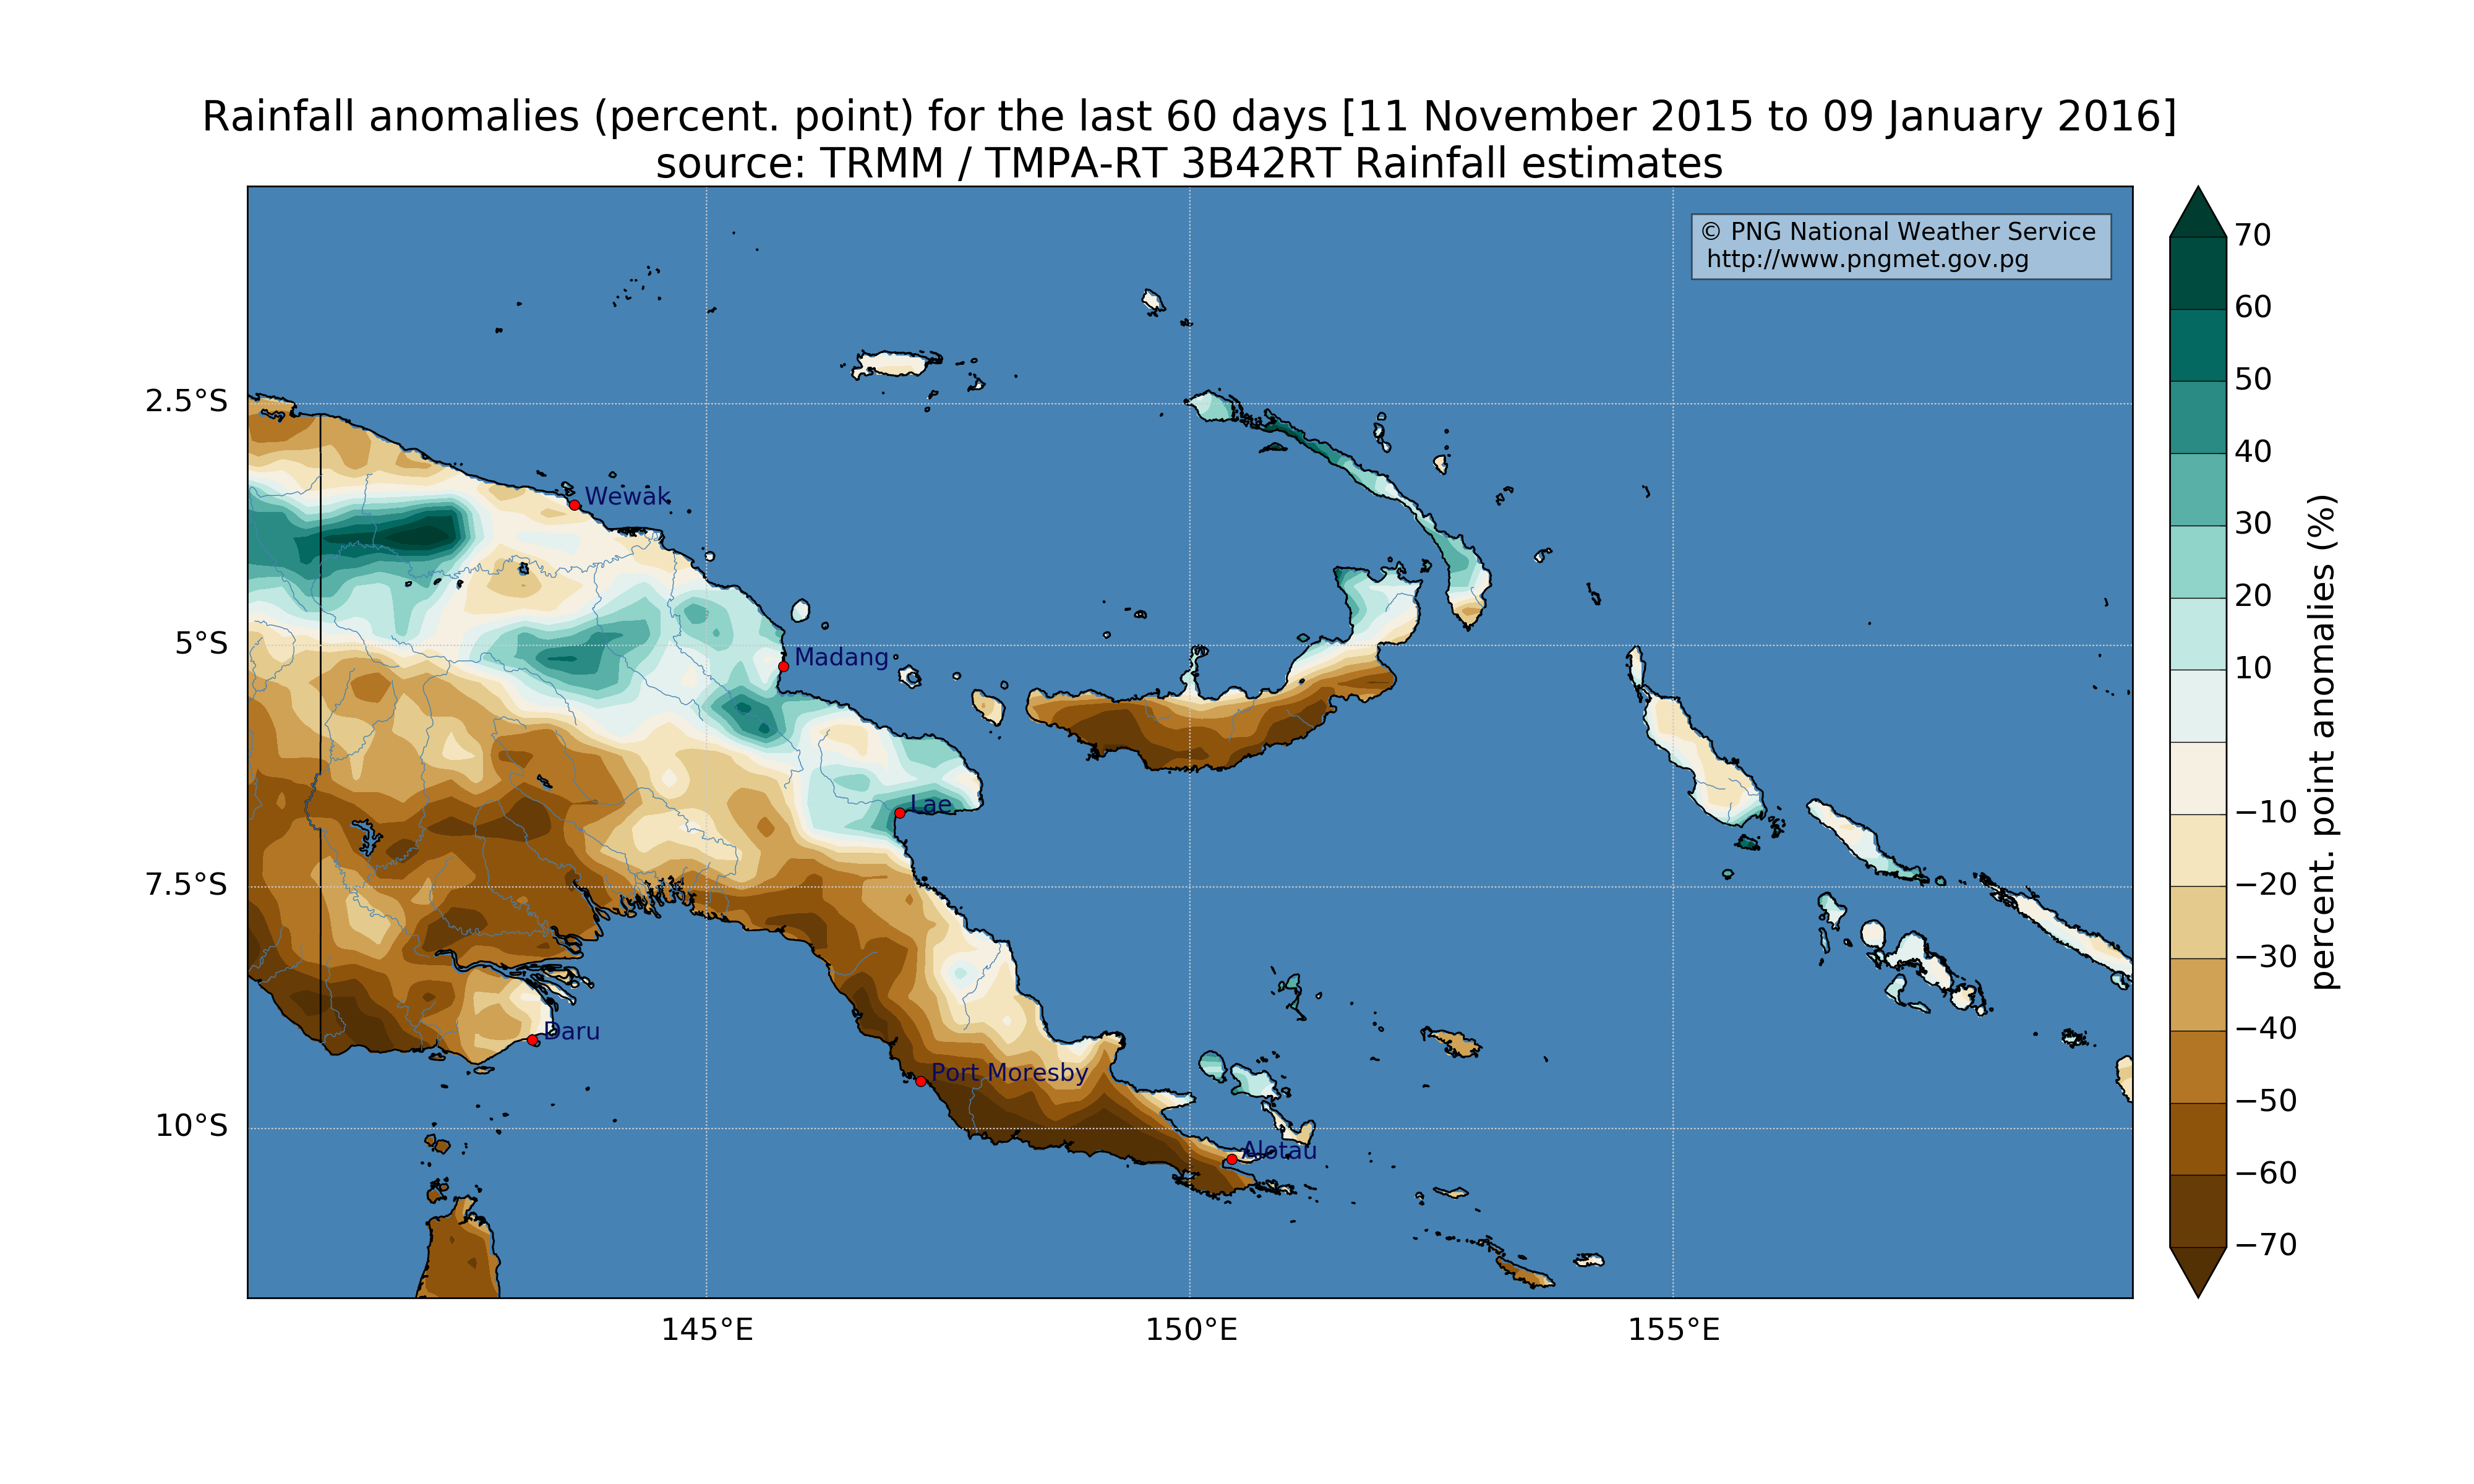 Rainfall anomalies (percent. point) for the last 60 days [11 November 2015 to 09 January 2016]
source: TRMM / TMPA-RT 3B42RT Rainfall estimates
© PNG National Weather Service
http://www.pngmet.gov.pg
2.5°S
5°S
7.5°S
10°S
145°E
150°E
155°E
Wewak
Madang
Lae
Daru
Port Moresby
Alotau
70
60
50
40
30
20
10
−10
−20
−30
−40
−50
−60
−70
percent. point anomalies (%)